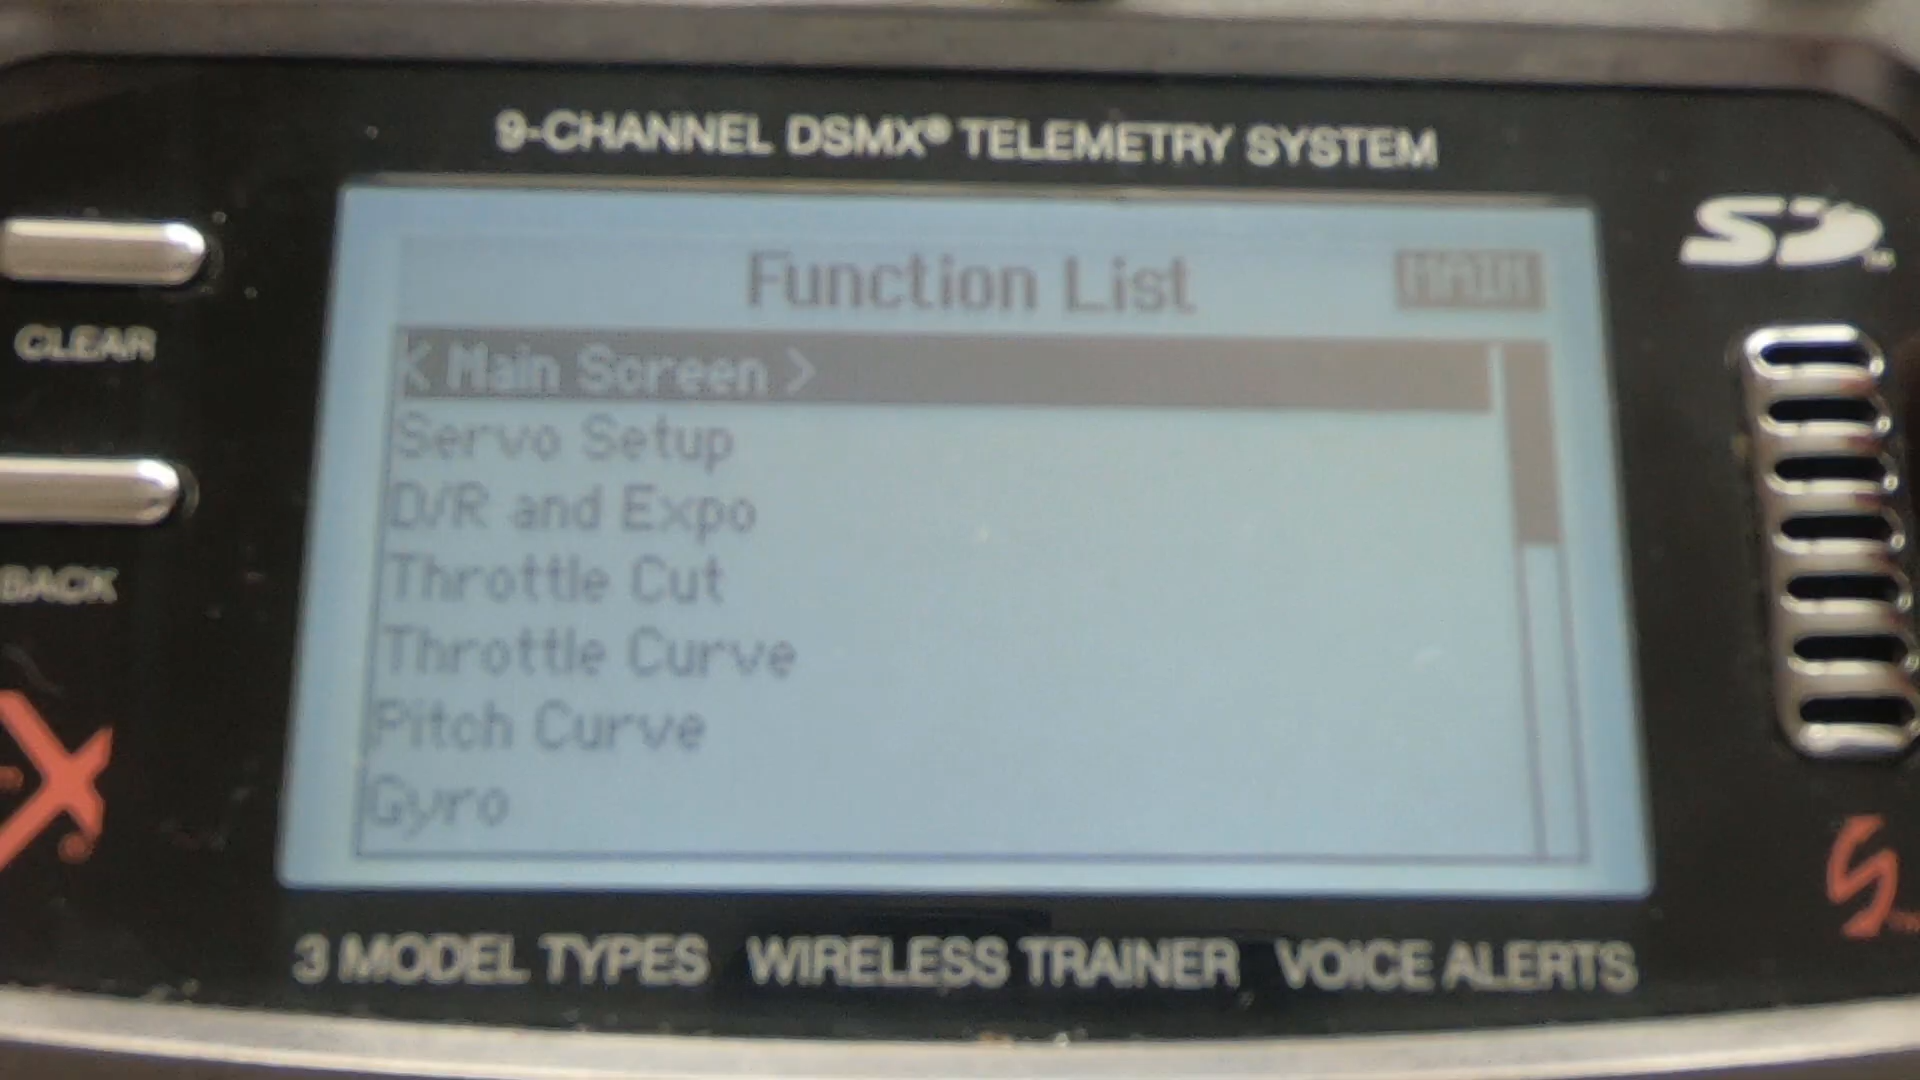 9-CHANNEL DSMX® TELEMETRY SYSTEM
SD
Function List MAIN
CLEAR
< Main Screen >
Servo Setup
D/R and Expo
Throttle Cut
BACK
Throttle Curve
Pitch Curve
Gyro
X
3 MODEL TYPES WIRELESS TRAINER VOICE ALERTS